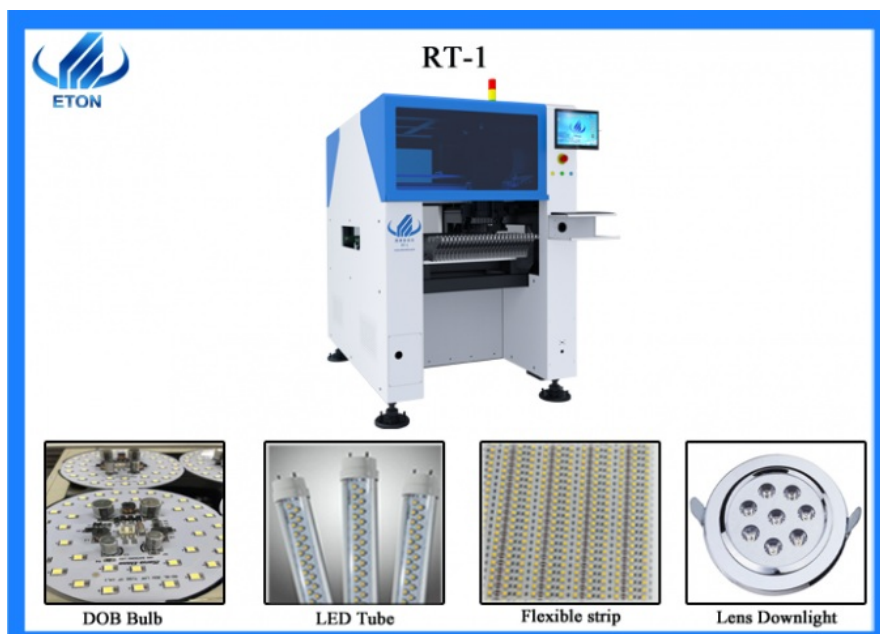 RT-1
ETON
DOB Bulb
LED Tube
Flexible strip
Lens Downlight